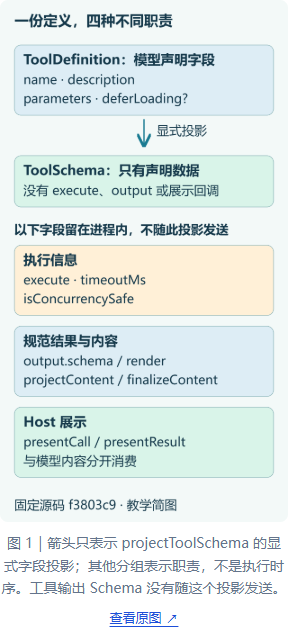 一份定义，四种不同职责
ToolDefinition：模型声明字段
name · description
parameters · deferLoading?
显式投影
ToolSchema：只有声明数据
没有 execute、output 或展示回调
以下字段留在进程内，不随此投影发送
执行信息
execute · timeoutMs
isConcurrencySafe
规范结果与内容
output.schema / render
projectContent / finalizeContent
Host 展示
presentCall / presentResult
与模型内容分开消费
固定源码 f3803c9 · 教学简图
图 1｜箭头只表示 projectToolSchema 的显
式字段投影；其他分组表示职责，不是执行时
序。工具输出 Schema 没有随这个投影发送。
查看原图 ↗